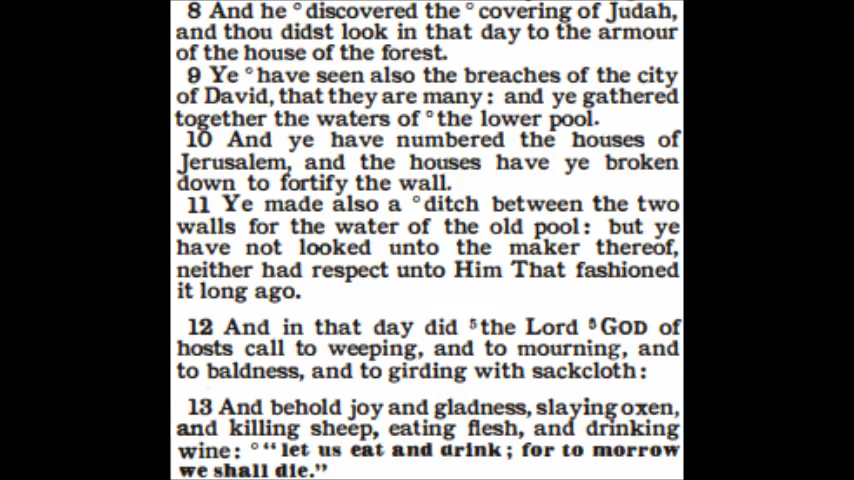 8 And he °discovered the °covering of Judah,
and thou didst look in that day to the armour
of the house of the forest.
9 Ye °have seen also the breaches of the city
of David, that they are many: and ye gathered
together the waters of °the lower pool.
10 And ye have numbered the houses of
Jerusalem, and the houses have ye broken
down to fortify the wall.
11 Ye made also a °ditch between the two
walls for the water of the old pool: but ye
have not looked unto the maker thereof,
neither had respect unto Him That fashioned
it long ago.
12 And in that day did ⁵the Lord ⁵GOD of
hosts call to weeping, and to mourning, and
to baldness, and to girding with sackcloth:
13 And behold joy and gladness, slaying oxen,
and killing sheep, eating flesh, and drinking
wine: °“let us eat and drink; for to morrow
we shall die.”